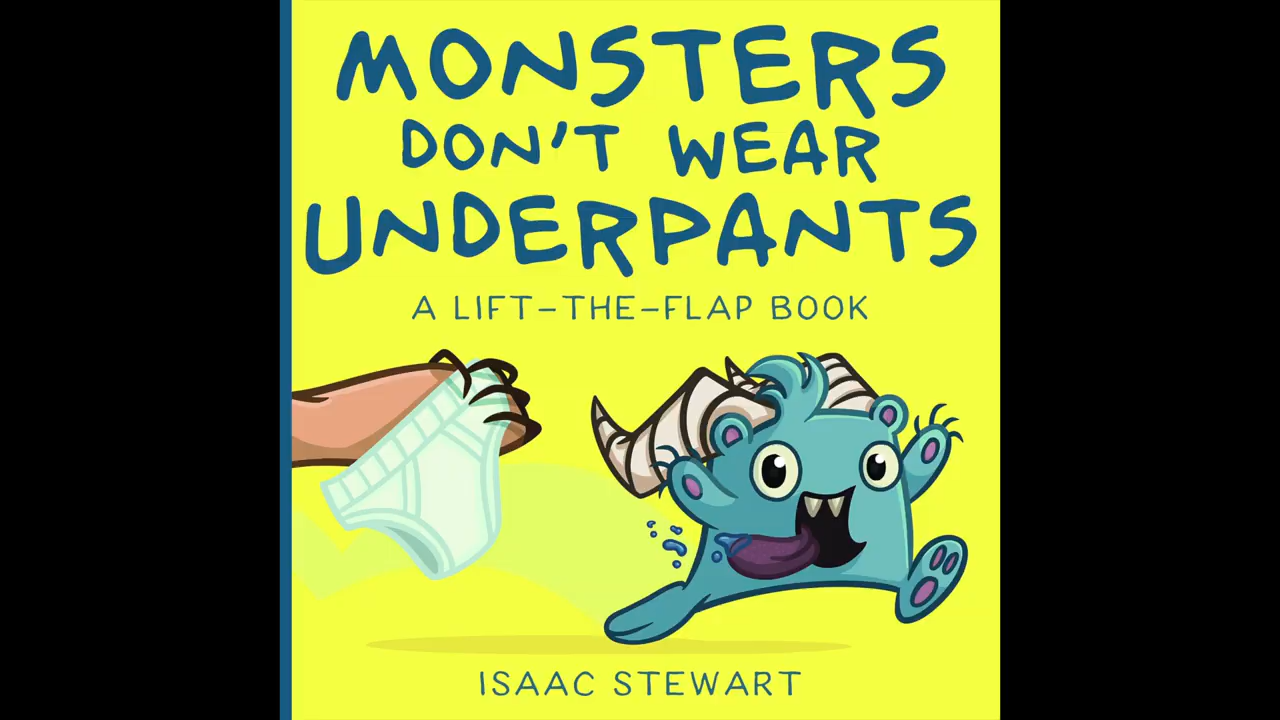 MONSTERS
DON'T WEAR
UNDERPANTS
A LIFT-THE-FLAP BOOK
ISAAC STEWART